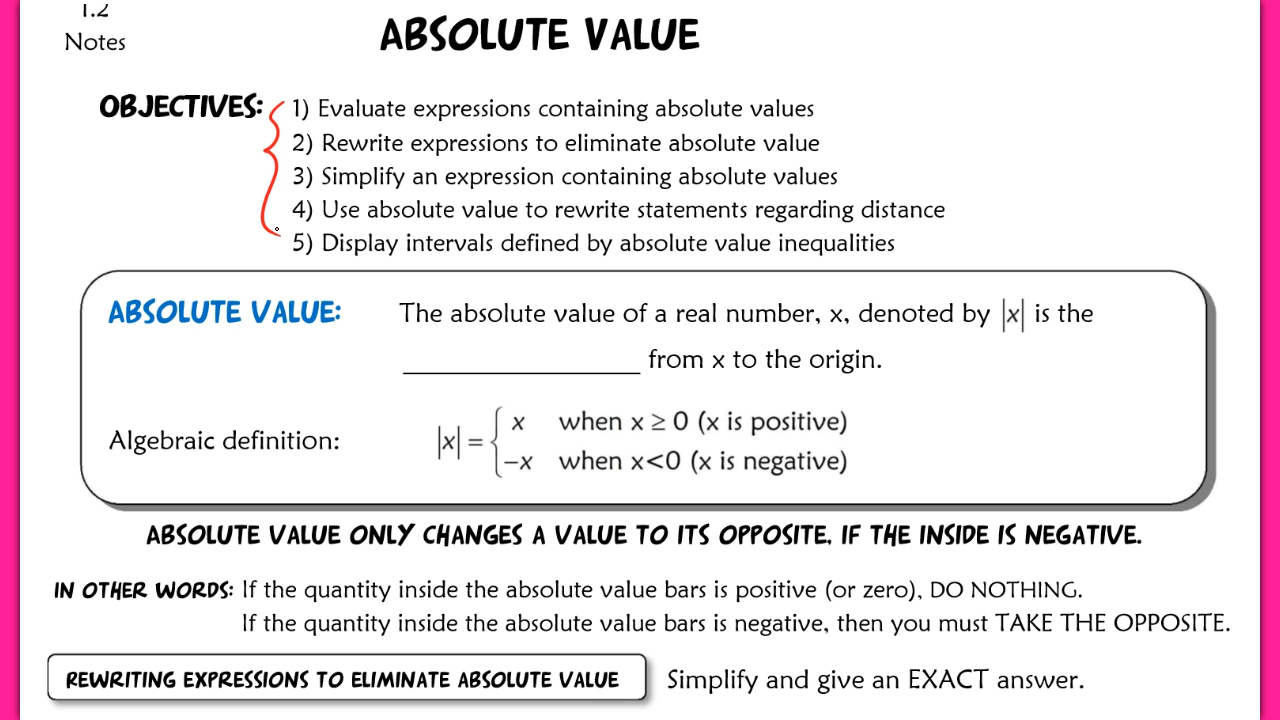 1.2
Notes
ABSOLUTE VALUE
OBJECTIVES: 1) Evaluate expressions containing absolute values
2) Rewrite expressions to eliminate absolute value
3) Simplify an expression containing absolute values
4) Use absolute value to rewrite statements regarding distance
5) Display intervals defined by absolute value inequalities
ABSOLUTE VALUE: The absolute value of a real number, x, denoted by |x| is the
_________________ from x to the origin.
Algebraic definition: |x| = { x when x ≥ 0 (x is positive)
−x when x<0 (x is negative)
ABSOLUTE VALUE ONLY CHANGES A VALUE TO ITS OPPOSITE, IF THE INSIDE IS NEGATIVE.
IN OTHER WORDS: If the quantity inside the absolute value bars is positive (or zero), DO NOTHING.
If the quantity inside the absolute value bars is negative, then you must TAKE THE OPPOSITE.
REWRITING EXPRESSIONS TO ELIMINATE ABSOLUTE VALUE Simplify and give an EXACT answer.